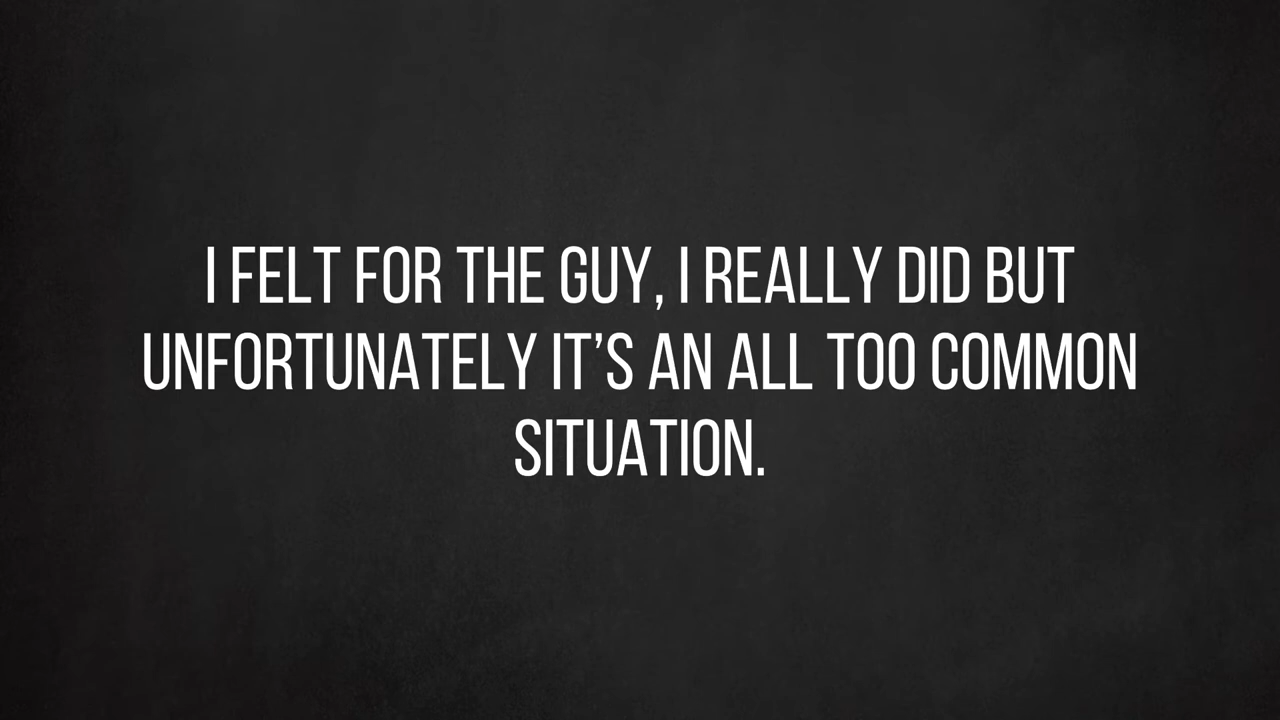 I FELT FOR THE GUY, I REALLY DID BUT
UNFORTUNATELY IT’S AN ALL TOO COMMON
SITUATION.